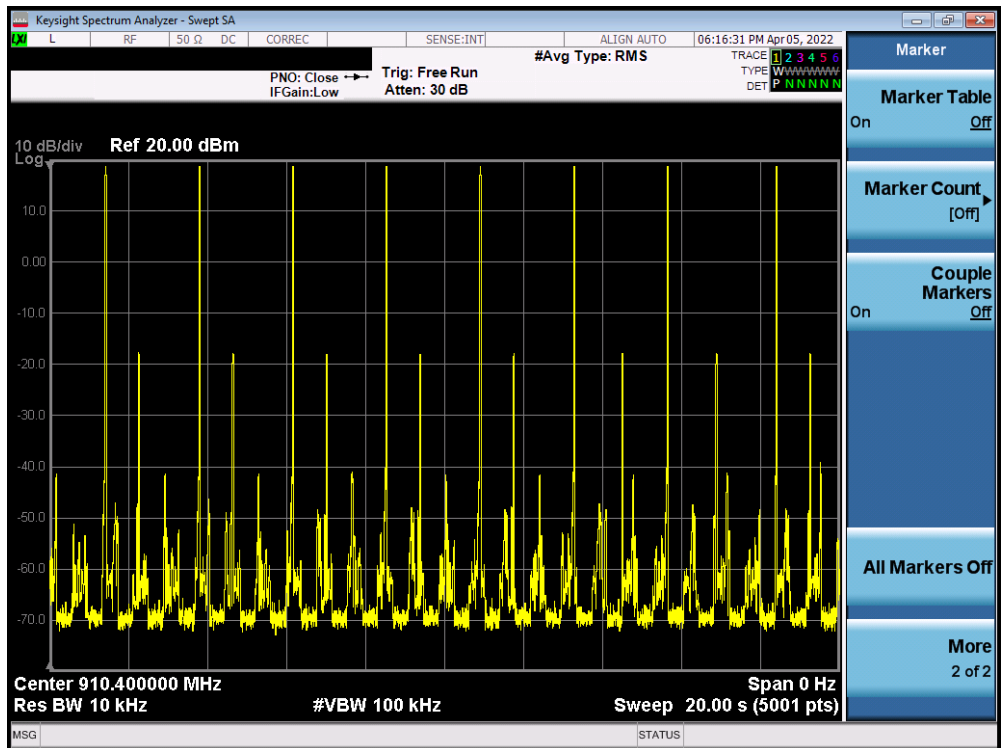 Keysight Spectrum Analyzer - Swept SA
LXI L RF 50 Ω DC CORREC SENSE:INT ALIGN AUTO 06:16:31 PM Apr 05, 2022
#Avg Type: RMS
TRACE 1 2 3 4 5 6
TYPE WWWWWWW
DET P N N N N N
PNO: Close
IFGain:Low
Trig: Free Run
Atten: 30 dB
10 dB/div
Log
Ref 20.00 dBm
10.0
0.00
-10.0
-20.0
-30.0
-40.0
-50.0
-60.0
-70.0
Center 910.400000 MHz
Span 0 Hz
Res BW 10 kHz
#VBW 100 kHz
Sweep 20.00 s (5001 pts)
MSG
STATUS
Marker
Marker Table
On Off
Marker Count
[Off]
Couple
Markers
On Off
All Markers Off
More
2 of 2